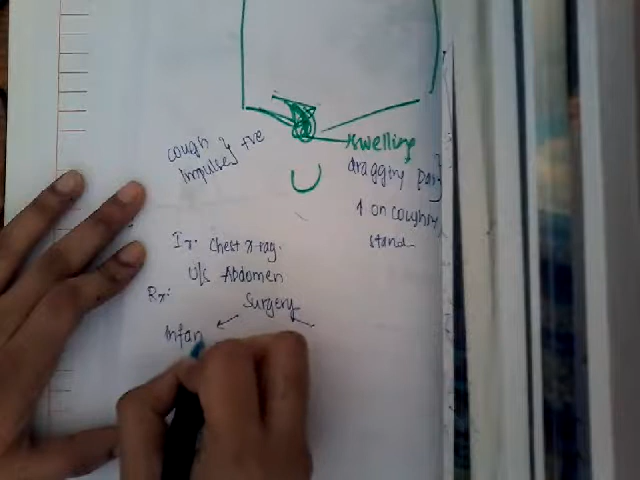 cough
Impulse} +ve
swelling
dragging pain
↑ on coughing
stand
Ix: Chest x-ray.
U/S Abdomen
Rx:
Surgery
Infan